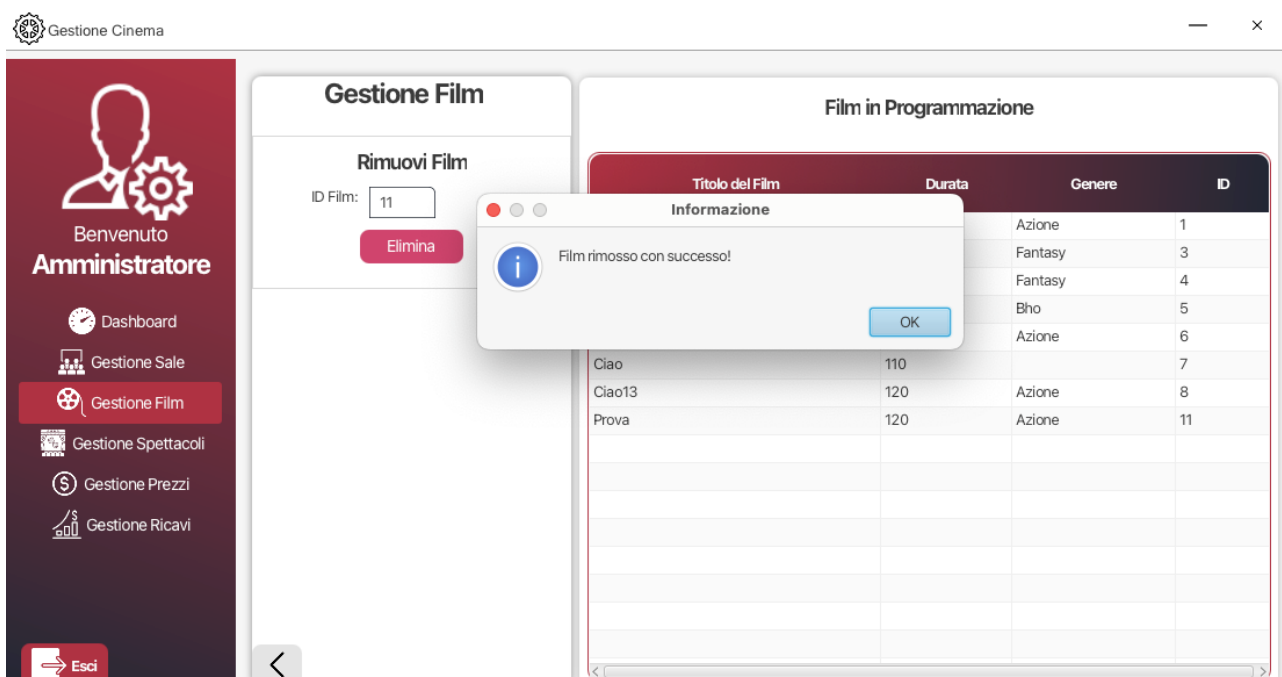 Gestione Cinema
Benvenuto
Amministratore
Dashboard
Gestione Sale
Gestione Film
Gestione Spettacoli
Gestione Prezzi
Gestione Ricavi
Esci
Gestione Film
Rimuovi Film
ID Film: 11
Elimina
Film in Programmazione
Titolo del Film Durata Genere ID
Azione 1
Fantasy 3
Fantasy 4
Bho 5
Azione 6
Ciao 110 7
Ciao13 120 Azione 8
Prova 120 Azione 11
Informazione
Film rimosso con successo!
OK